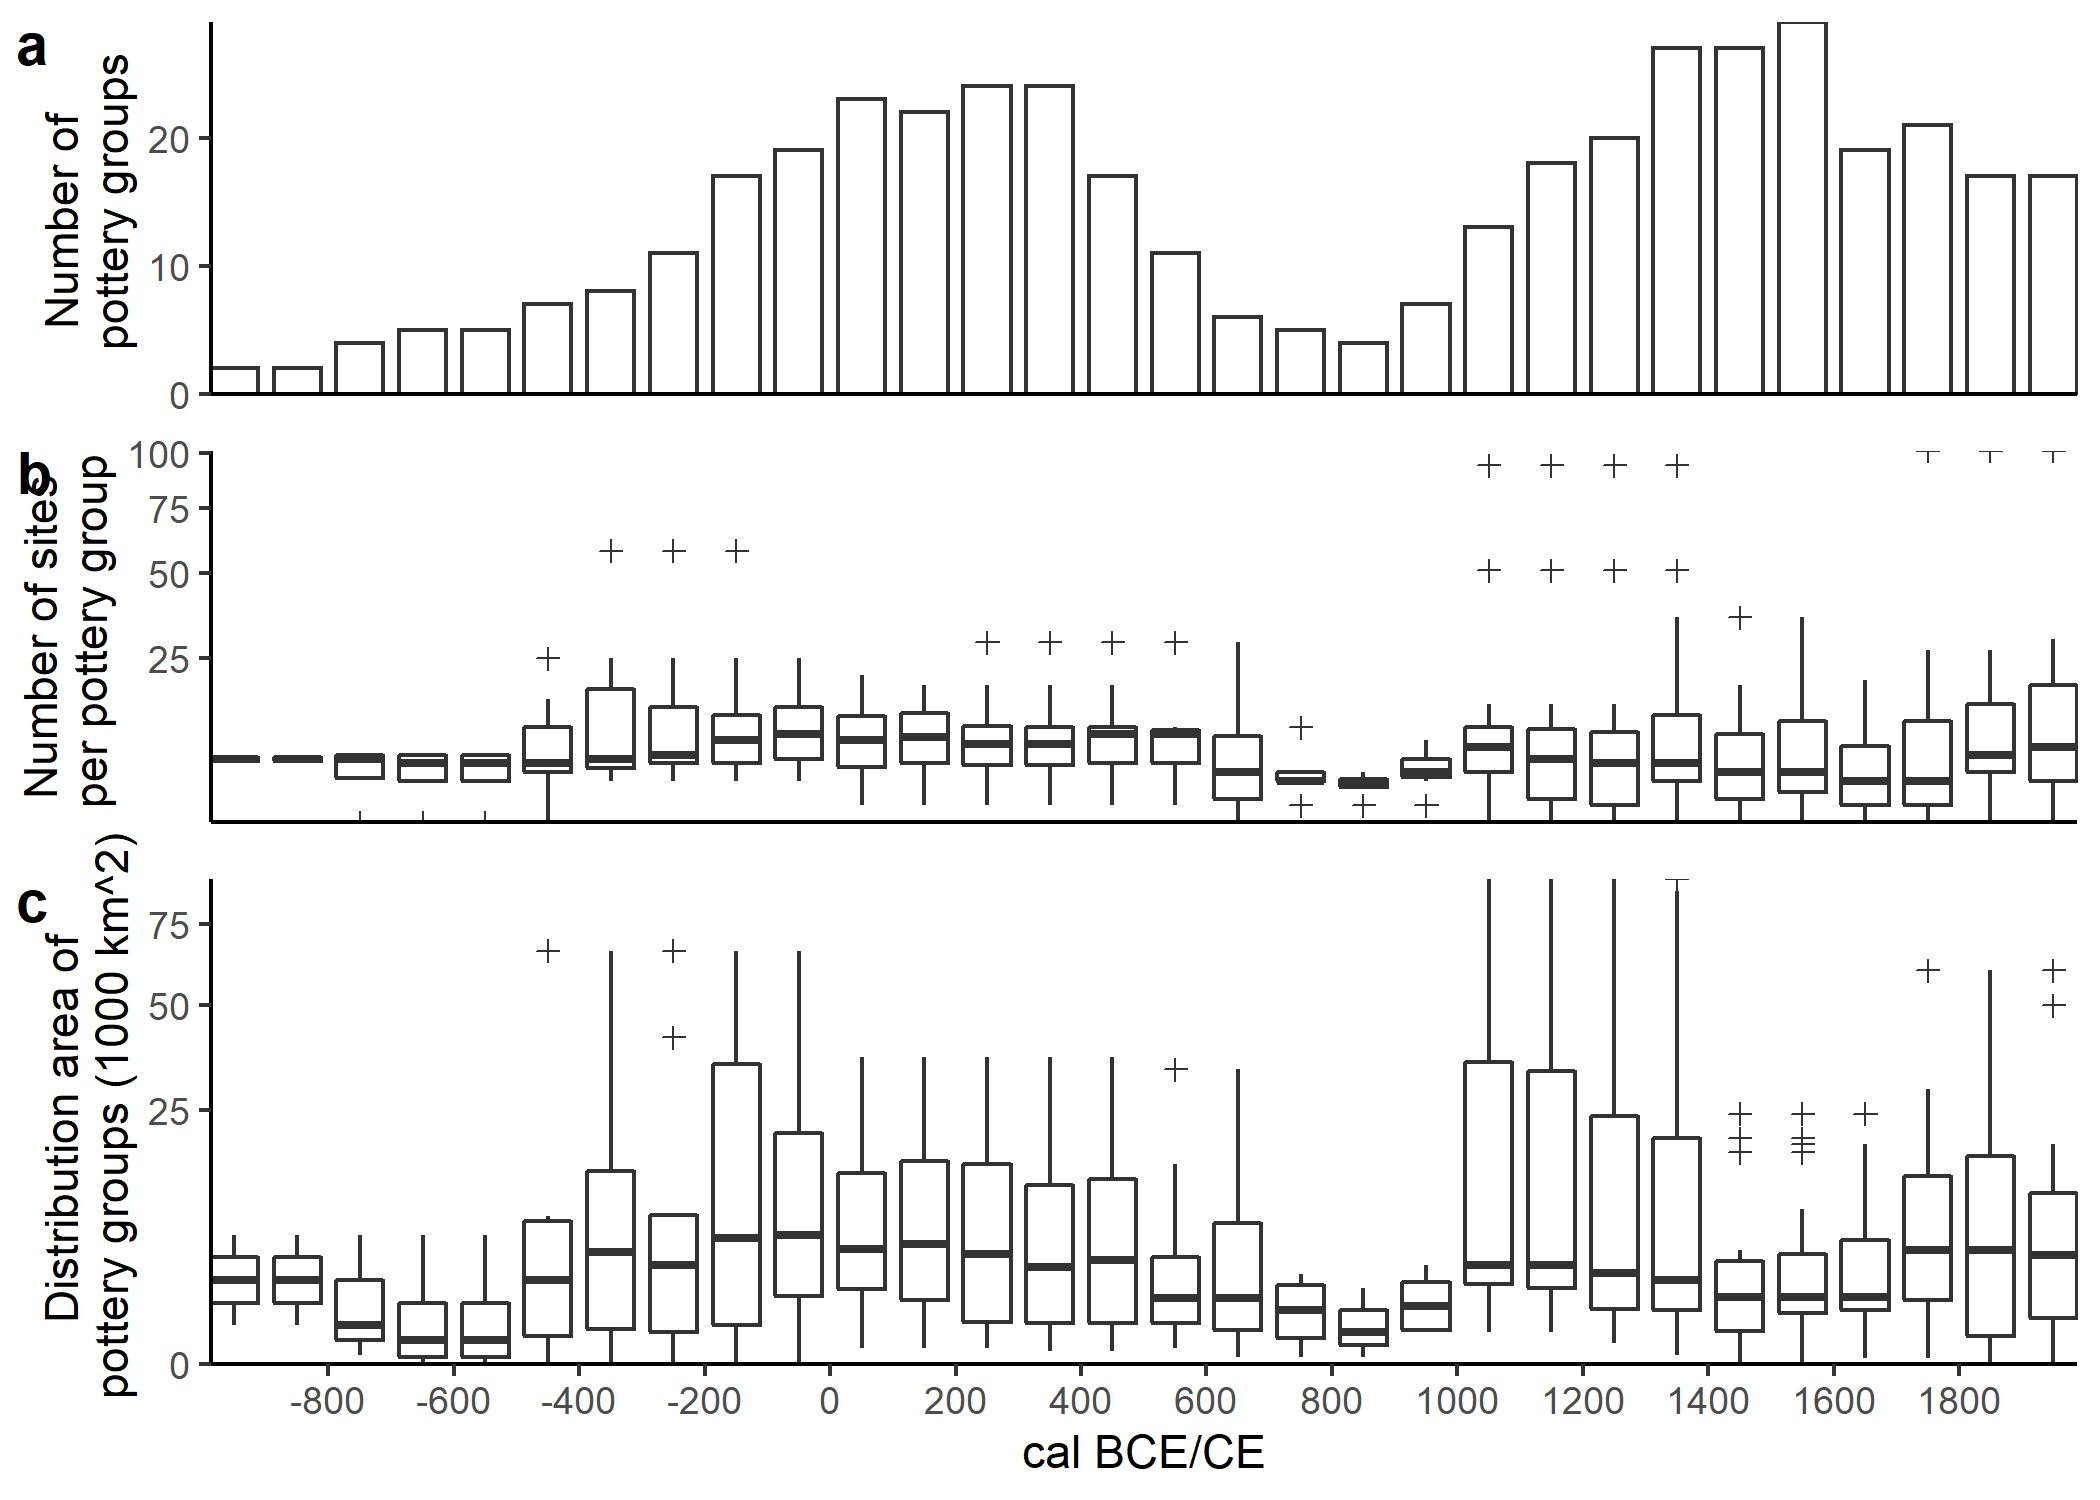 a
Number of
pottery groups
20
10
0
b
Number of sites
per pottery group
100
75
50
25
c
Distribution area of
pottery groups (1000 km^2)
75
50
25
0
-800 -600 -400 -200 0 200 400 600 800 1000 1200 1400 1600 1800
cal BCE/CE